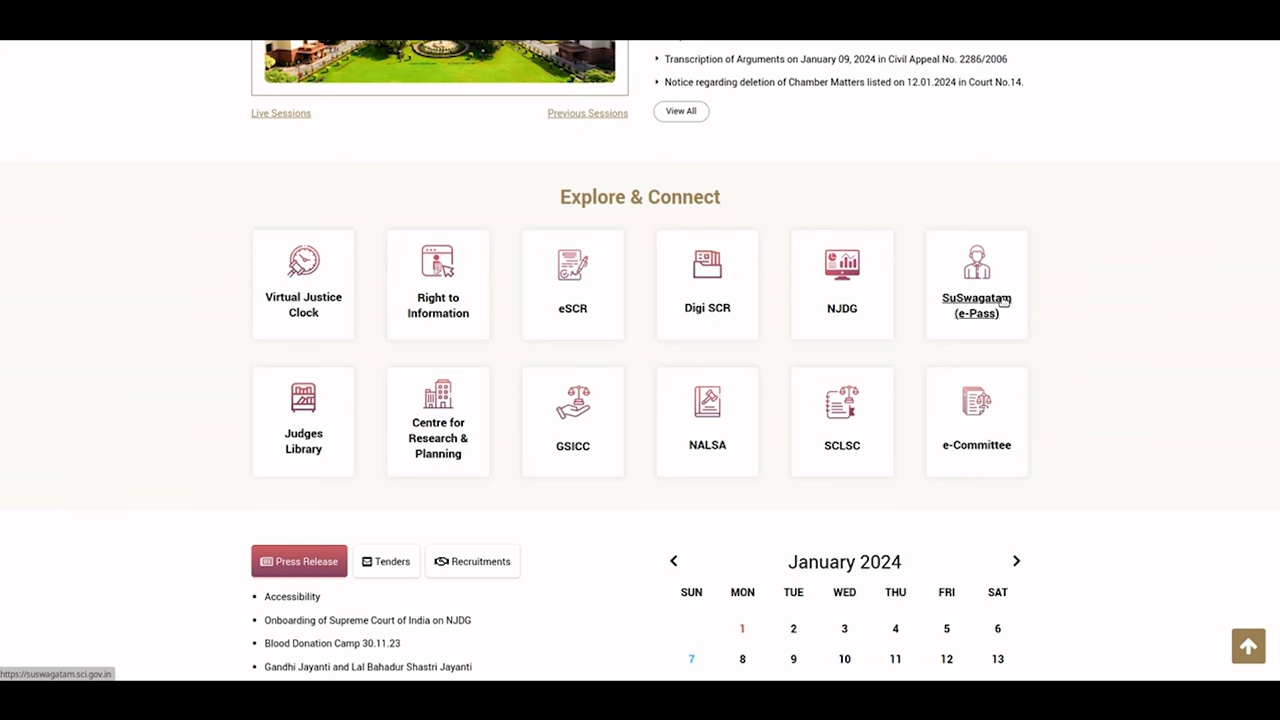 Transcription of Arguments on January 09, 2024 in Civil Appeal No. 2286/2006
Notice regarding deletion of Chamber Matters listed on 12.01.2024 in Court No.14.
Live Sessions
Previous Sessions
View All
Explore & Connect
Virtual Justice
Clock
Right to
Information
eSCR
Digi SCR
NJDG
SuSwagatam
(e-Pass)
Judges
Library
Centre for
Research &
Planning
GSICC
NALSA
SCLSC
e-Committee
Press Release
Tenders
Recruitments
Accessibility
Onboarding of Supreme Court of India on NJDG
Blood Donation Camp 30.11.23
Gandhi Jayanti and Lal Bahadur Shastri Jayanti
January 2024
SUN MON TUE WED THU FRI SAT
1 2 3 4 5 6
7 8 9 10 11 12 13
https://suswagatam.sci.gov.in